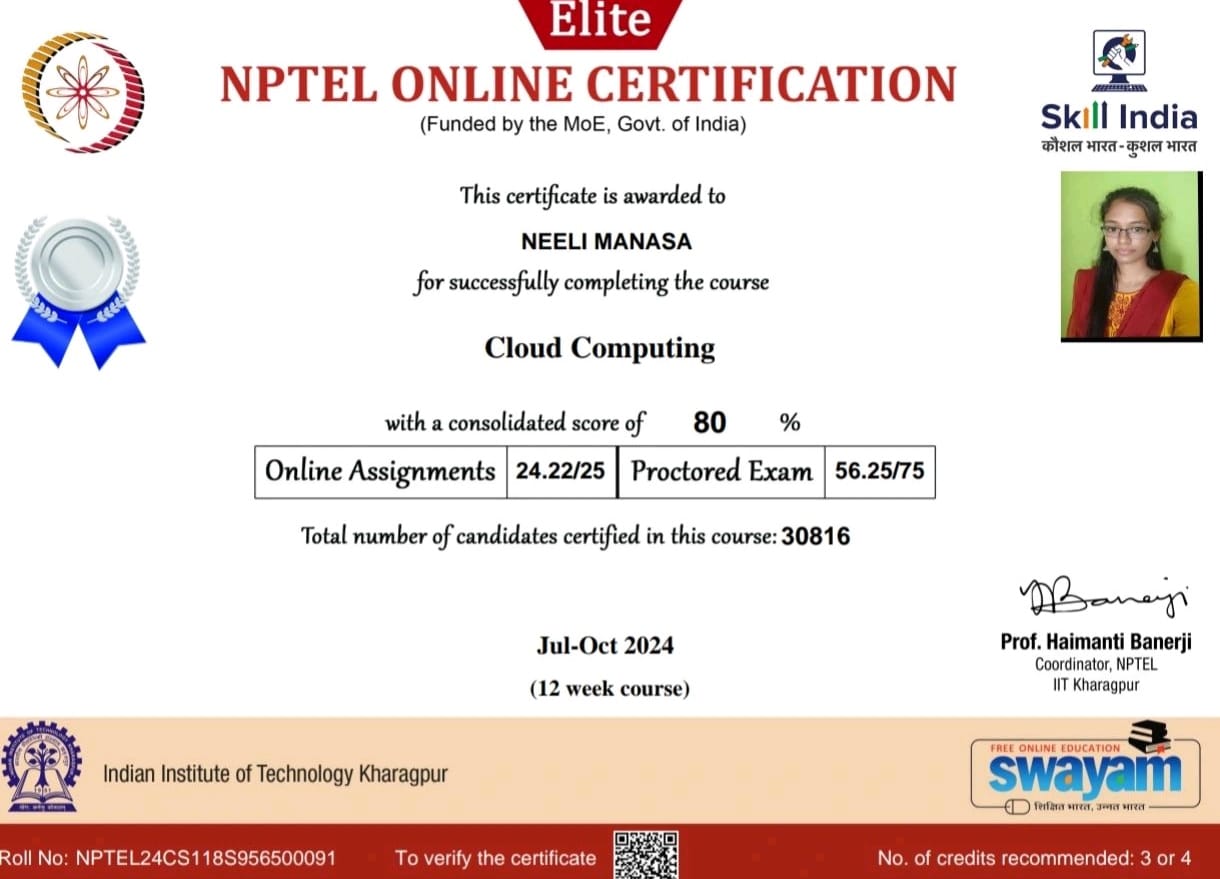 Elite
NPTEL ONLINE CERTIFICATION
(Funded by the MoE, Govt. of India)
Skill India
कौशल भारत - कुशल भारत
This certificate is awarded to
NEELI MANASA
for successfully completing the course
Cloud Computing
with a consolidated score of 80 %
Online Assignments 24.22/25 Proctored Exam 56.25/75
Total number of candidates certified in this course: 30816
Prof. Haimanti Banerji
Coordinator, NPTEL
IIT Kharagpur
Jul-Oct 2024
(12 week course)
Indian Institute of Technology Kharagpur
FREE ONLINE EDUCATION
swayam
शिक्षित भारत, उन्नत भारत
Roll No: NPTEL24CS118S956500091 To verify the certificate No. of credits recommended: 3 or 4